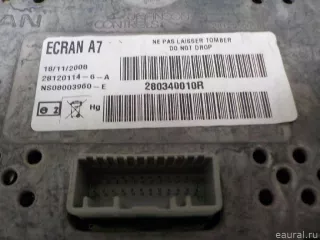 ECRAN A7
NE PAS LAISSER TOMBER
DO NOT DROP
18/11/2008
28120114-6-A
NS08003960-E
280340010R
e 2
Hg
eaural.ru